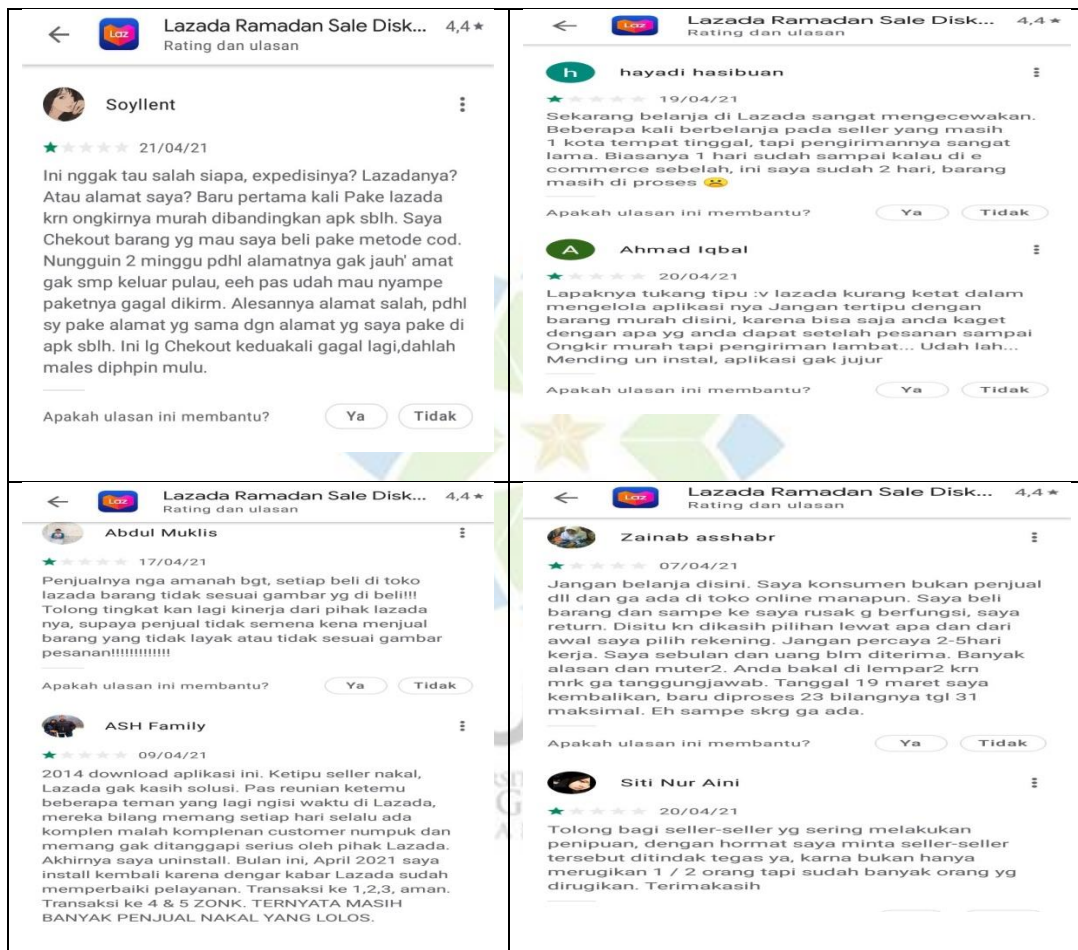 Lazada Ramadan Sale Disk... 4,4★
Rating dan ulasan
Soyllent
21/04/21
Ini nggak tau salah siapa, expedisinya? Lazadanya?
Atau alamat saya? Baru pertama kali Pake lazada
krn ongkirnya murah dibandingkan apk sblh. Saya
Chekout barang yg mau saya beli pake metode cod.
Nungguin 2 minggu pdhl alamatnya gak jauh' amat
gak smp keluar pulau, eeh pas udah mau nyampe
paketnya gagal dikirm. Alesannya alamat salah, pdhl
sy pake alamat yg sama dgn alamat yg saya pake di
apk sblh. Ini lg Chekout keduakali gagal lagi,dahlah
males diphpin mulu.
Apakah ulasan ini membantu? Ya Tidak
Lazada Ramadan Sale Disk... 4,4★
Rating dan ulasan
h hayadi hasibuan
19/04/21
Sekarang belanja di Lazada sangat mengecewakan.
Beberapa kali berbelanja pada seller yang masih
1 kota tempat tinggal, tapi pengirimannya sangat
lama. Biasanya 1 hari sudah sampai kalau di e
commerce sebelah, ini saya sudah 2 hari, barang
masih di proses 😕
Apakah ulasan ini membantu? Ya Tidak
A Ahmad Iqbal
20/04/21
Lapaknya tukang tipu :v lazada kurang ketat dalam
mengelola aplikasi nya Jangan tertipu dengan
barang murah disini, karena bisa saja anda kaget
dengan apa yg anda dapat setelah pesanan sampai
Ongkir murah tapi pengiriman lambat... Udah lah...
Mending un instal, aplikasi gak jujur
Apakah ulasan ini membantu? Ya Tidak
Lazada Ramadan Sale Disk... 4,4★
Rating dan ulasan
Abdul Muklis
17/04/21
Penjualnya nga amanah bgt, setiap beli di toko
lazada barang tidak sesuai gambar yg di beli!!!
Tolong tingkat kan lagi kinerja dari pihak lazada
nya, supaya penjual tidak semena kena menjual
barang yang tidak layak atau tidak sesuai gambar
pesanan!!!!!!!!!!!!!
Apakah ulasan ini membantu? Ya Tidak
ASH Family
09/04/21
2014 download aplikasi ini. Ketipu seller nakal,
Lazada gak kasih solusi. Pas reunian ketemu
beberapa teman yang lagi ngisi waktu di Lazada,
mereka bilang memang setiap hari selalu ada
komplen malah komplenan customer numpuk dan
memang gak ditanggapi serius oleh pihak Lazada.
Akhirnya saya uninstall. Bulan ini, April 2021 saya
install kembali karena dengar kabar Lazada sudah
memperbaiki pelayanan. Transaksi ke 1,2,3, aman.
Transaksi ke 4 & 5 ZONK. TERNYATA MASIH
BANYAK PENJUAL NAKAL YANG LOLOS.
Lazada Ramadan Sale Disk... 4,4★
Rating dan ulasan
Zainab asshabr
07/04/21
Jangan belanja disini. Saya konsumen bukan penjual
dll dan ga ada di toko online manapun. Saya beli
barang dan sampe ke saya rusak g berfungsi, saya
return. Disitu kn dikasih pilihan lewat apa dan dari
awal saya pilih rekening. Jangan percaya 2-5hari
kerja. Saya sebulan dan uang blm diterima. Banyak
alasan dan muter2. Anda bakal di lempar2 krn
mrk ga tanggungjawab. Tanggal 19 maret saya
kembalikan, baru diproses 23 bilangnya tgl 31
maksimal. Eh sampe skrg ga ada.
Apakah ulasan ini membantu? Ya Tidak
Siti Nur Aini
20/04/21
Tolong bagi seller-seller yg sering melakukan
penipuan, dengan hormat saya minta seller-seller
tersebut ditindak tegas ya, karna bukan hanya
merugikan 1 / 2 orang tapi sudah banyak orang yg
dirugikan. Terimakasih